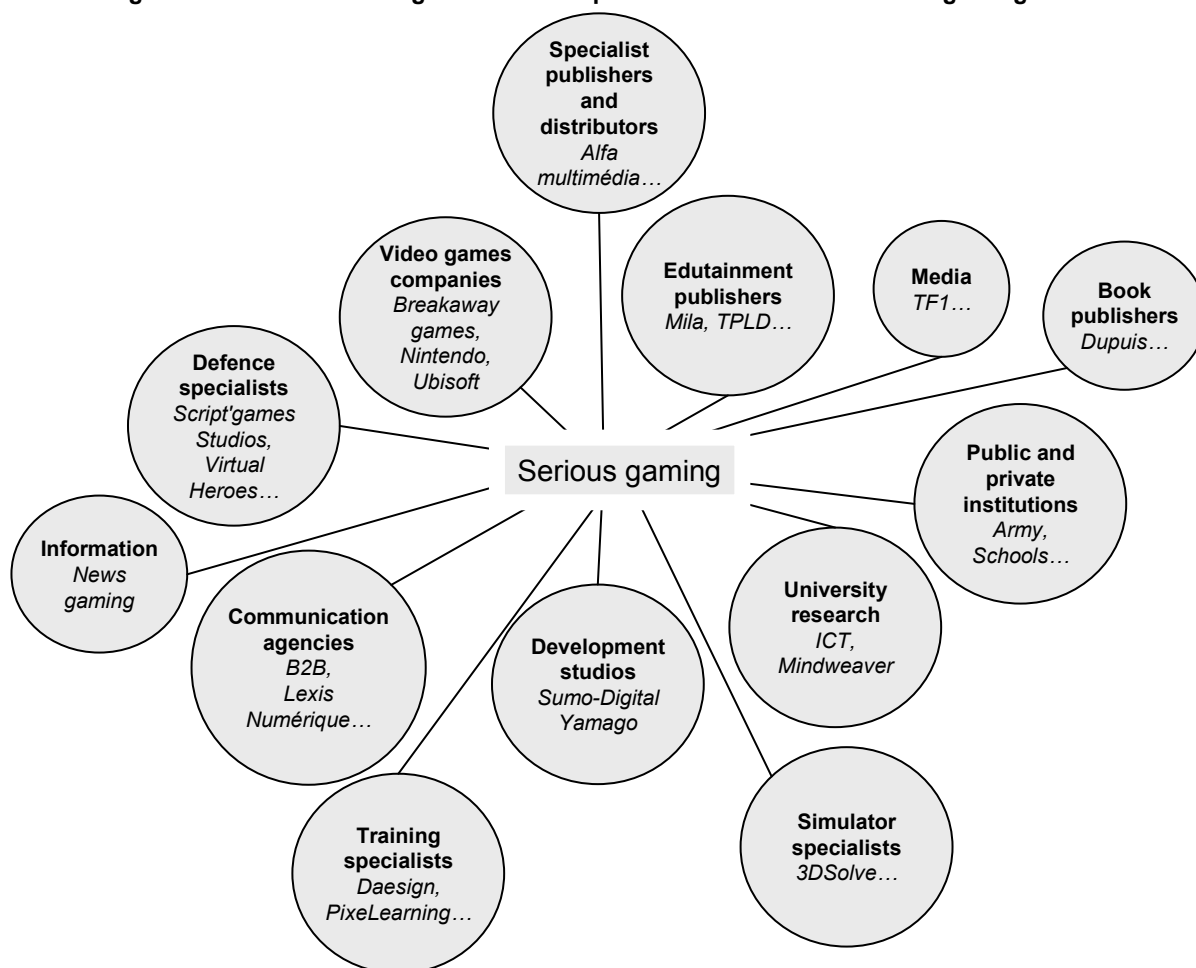 Specialist
publishers
and
distributors
Alfa
multimédia…
Video games
companies
Breakaway
games,
Nintendo,
Ubisoft
Edutainment
publishers
Mila, TPLD…
Media
TF1…
Book
publishers
Dupuis…
Defence
specialists
Script'games
Studios,
Virtual
Heroes…
Serious gaming
Public and
private
institutions
Army,
Schools…
Information
News
gaming
Communication
agencies
B2B,
Lexis
Numérique…
Development
studios
Sumo-Digital
Yamago
University
research
ICT,
Mindweaver
Training
specialists
Daesign,
PixeLearning…
Simulator
specialists
3DSolve…